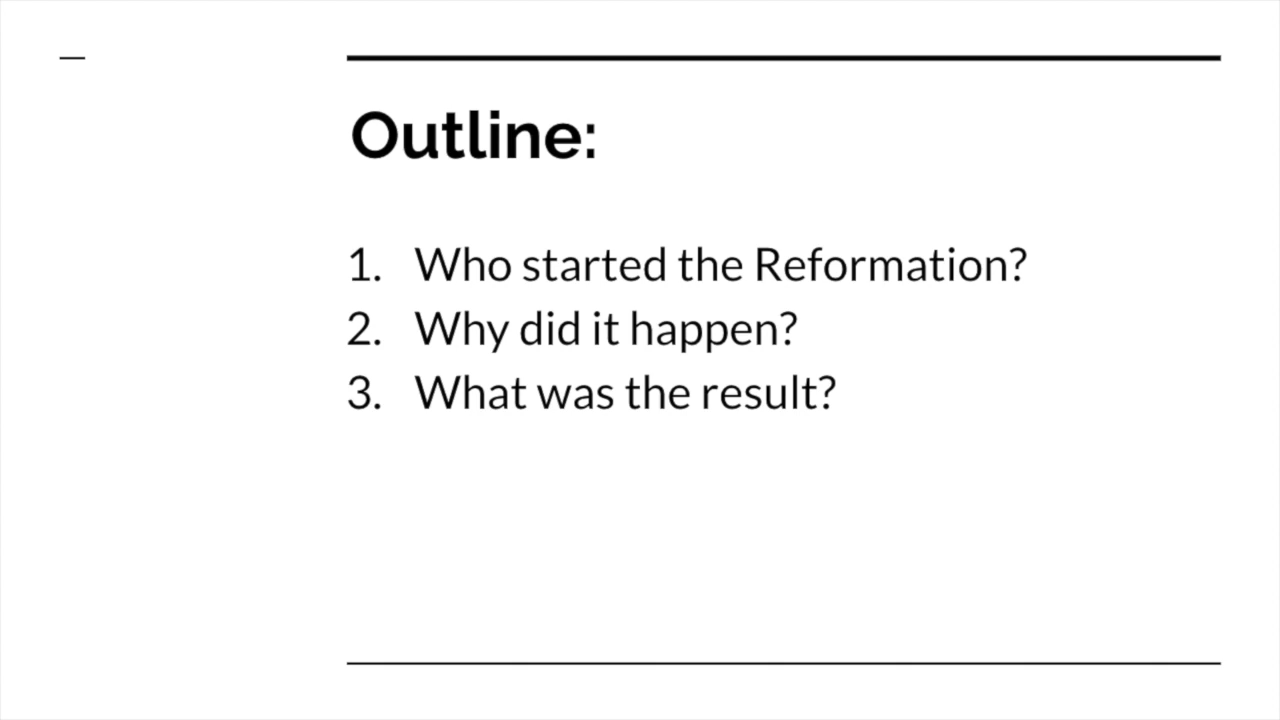 Outline:
1. Who started the Reformation?
2. Why did it happen?
3. What was the result?